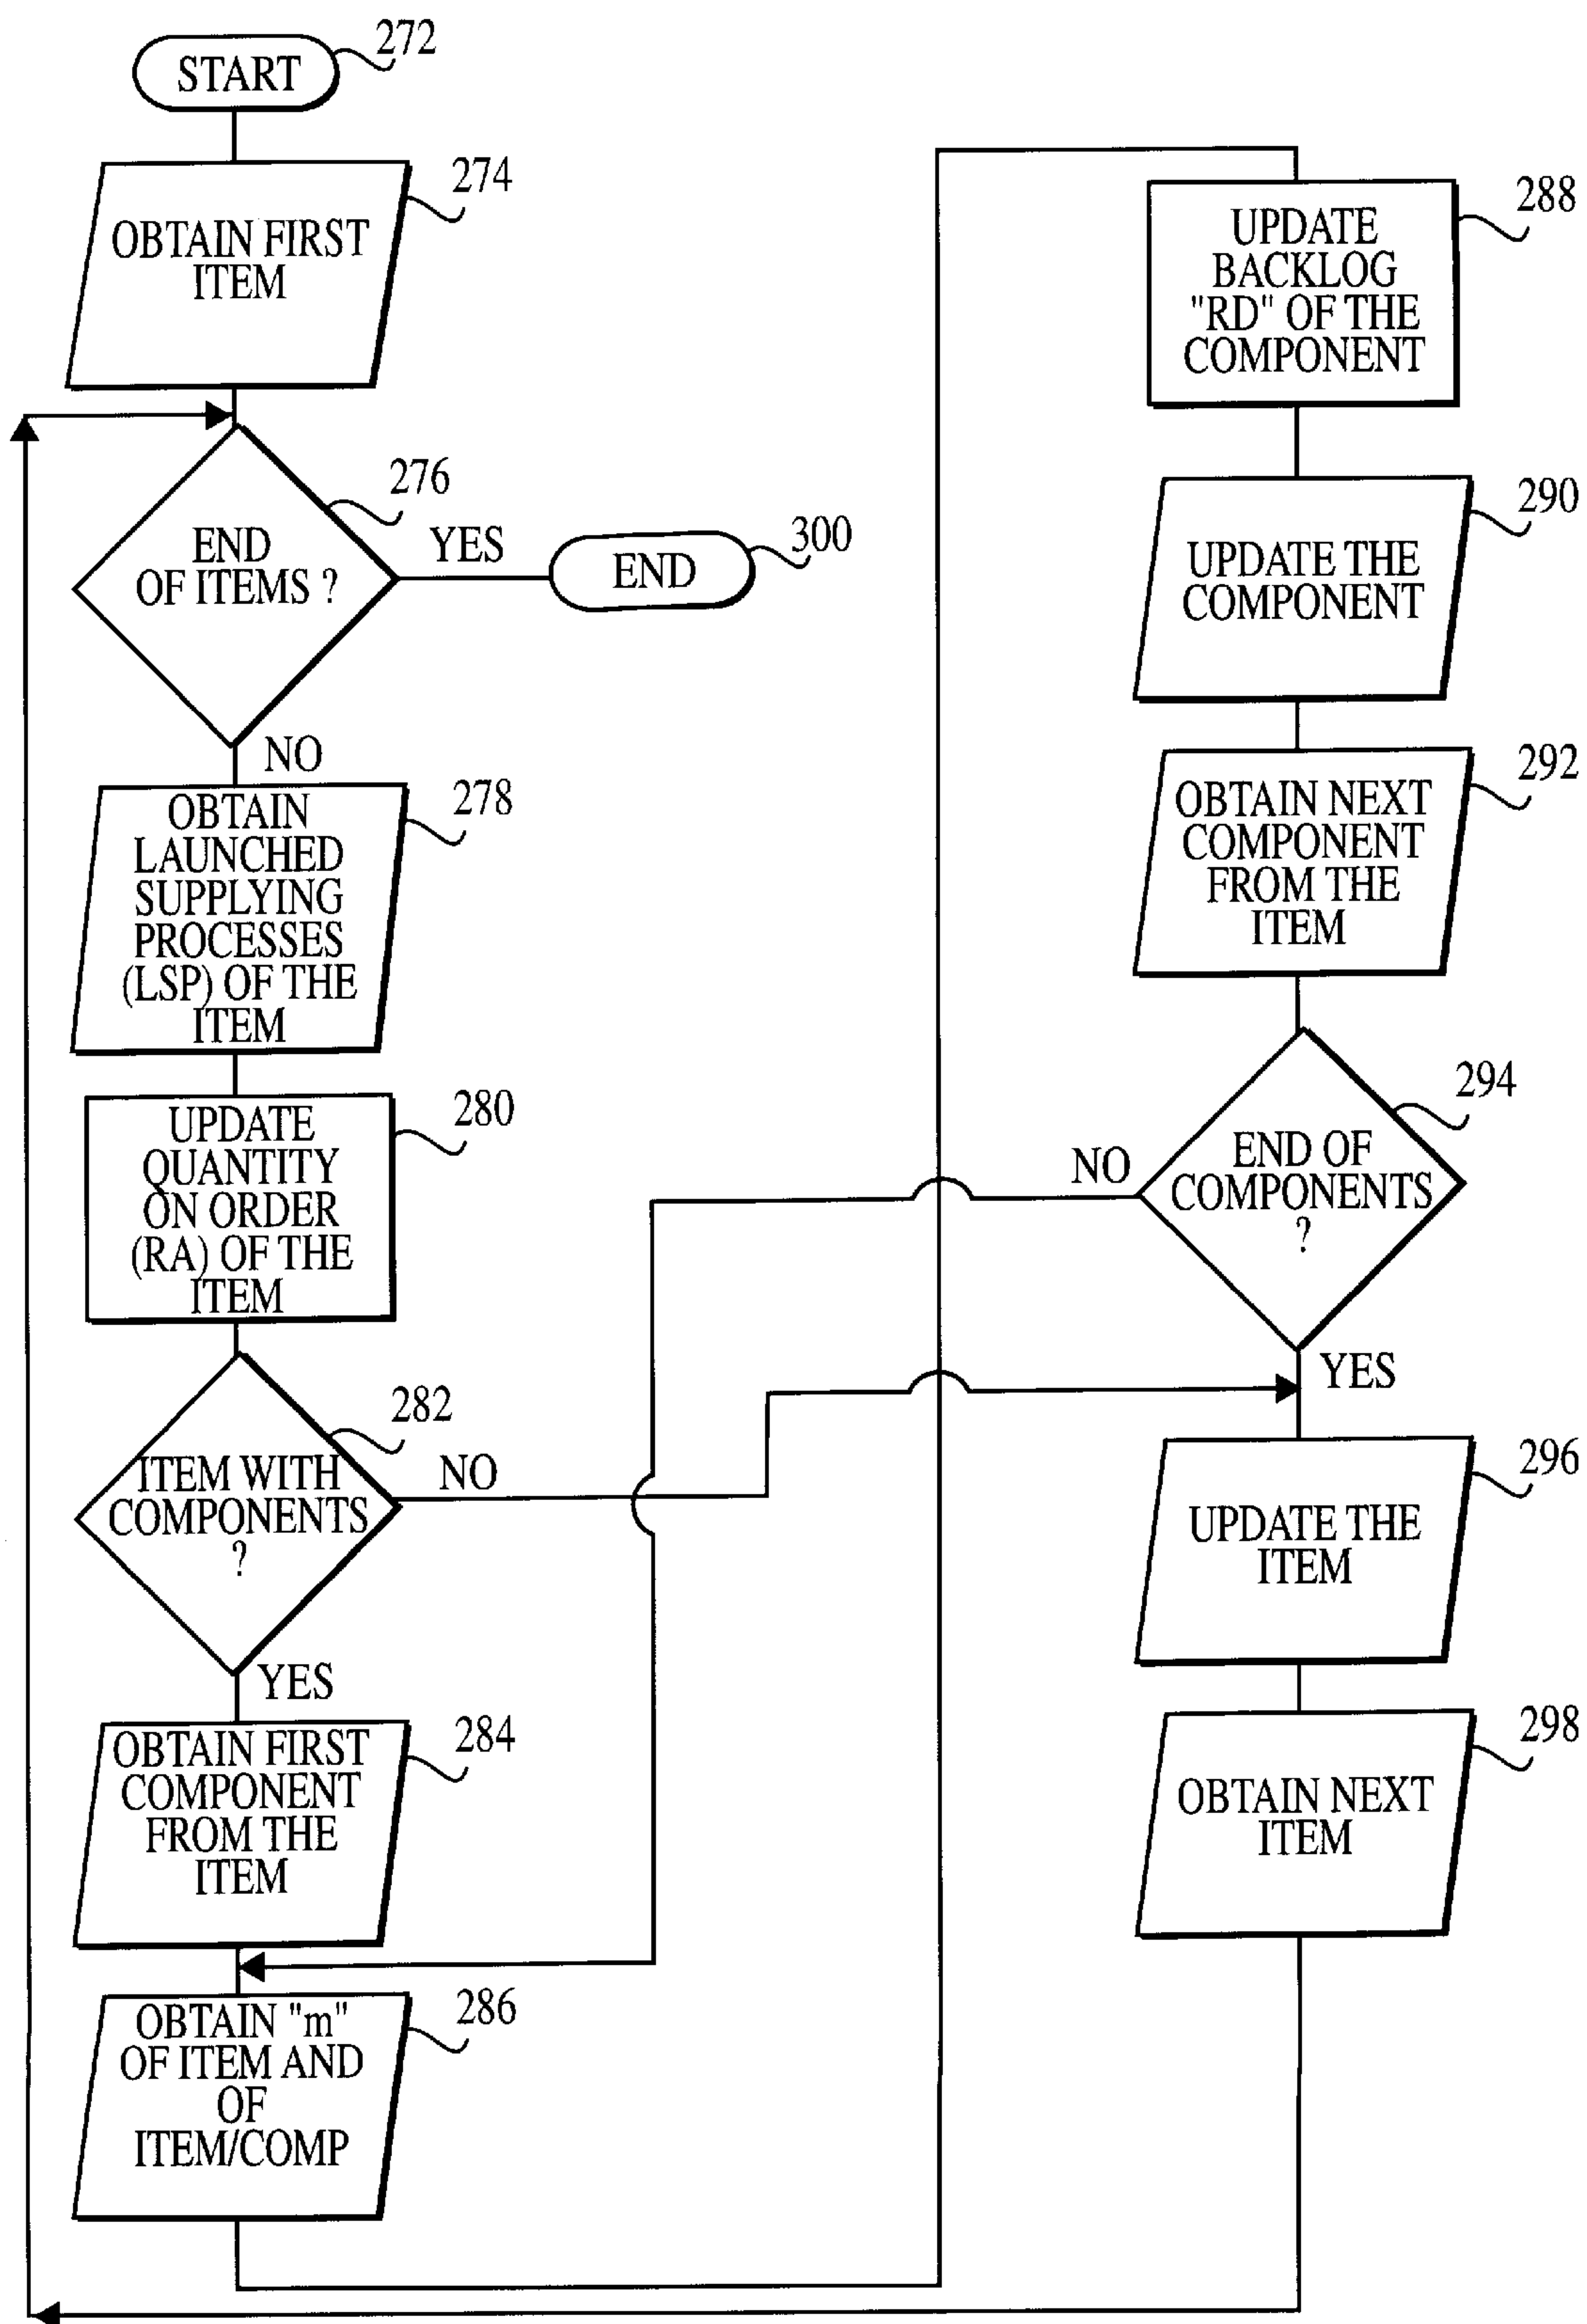 START
272
274
OBTAIN FIRST
ITEM
276
END
OF ITEMS ?
YES
END
300
NO
278
OBTAIN
LAUNCHED
SUPPLYING
PROCESSES
(LSP) OF THE
ITEM
280
UPDATE
QUANTITY
ON ORDER
(RA) OF THE
ITEM
282
ITEM WITH
COMPONENTS
?
NO
YES
284
OBTAIN FIRST
COMPONENT
FROM THE
ITEM
286
OBTAIN "m"
OF ITEM AND
OF
ITEM/COMP
288
UPDATE
BACKLOG
"RD" OF THE
COMPONENT
290
UPDATE THE
COMPONENT
292
OBTAIN NEXT
COMPONENT
FROM THE
ITEM
294
END OF
COMPONENTS
?
NO
YES
296
UPDATE THE
ITEM
298
OBTAIN NEXT
ITEM